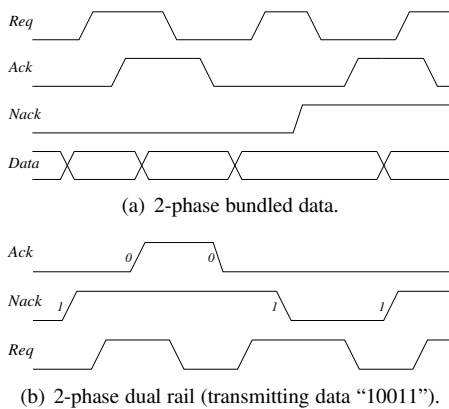 Req
Ack
Nack
Data
(a) 2-phase bundled data.
Ack
0 0
Nack
1 1 1
Req
(b) 2-phase dual rail (transmitting data “10011”).